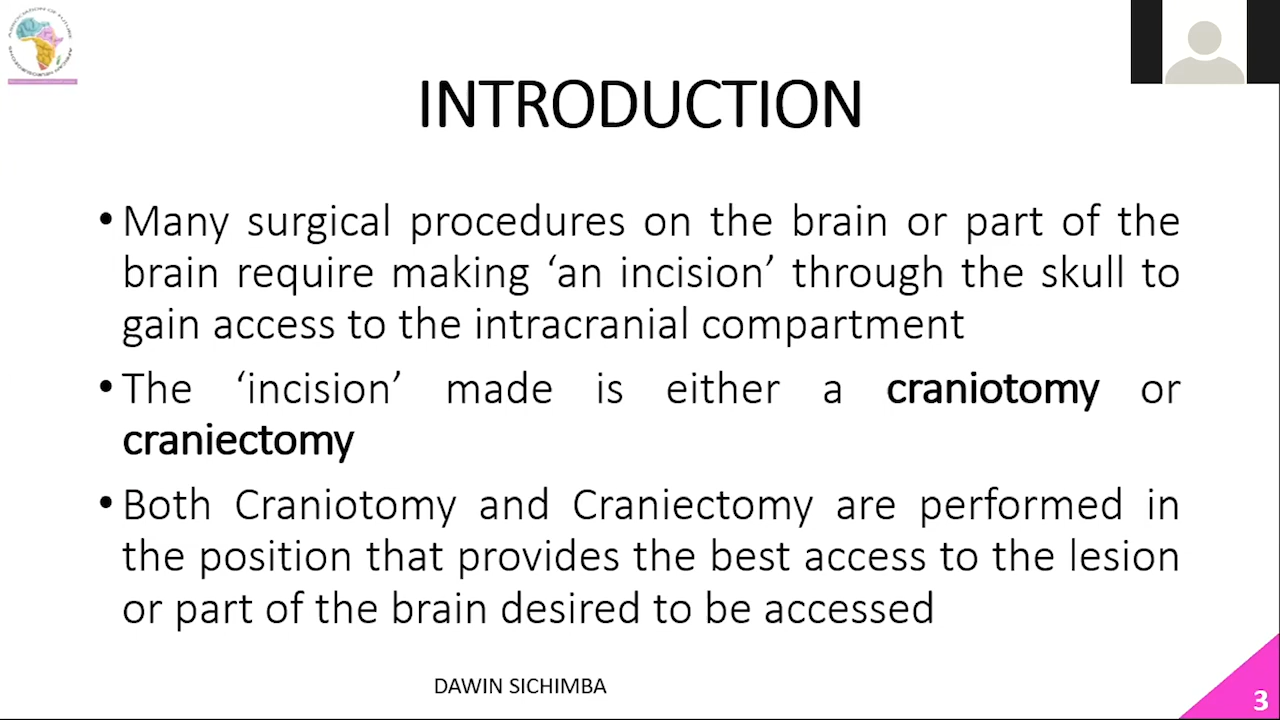 INTRODUCTION
• Many surgical procedures on the brain or part of the
brain require making ‘an incision’ through the skull to
gain access to the intracranial compartment
• The ‘incision’ made is either a craniotomy or
craniectomy
• Both Craniotomy and Craniectomy are performed in
the position that provides the best access to the lesion
or part of the brain desired to be accessed
DAWIN SICHIMBA
3